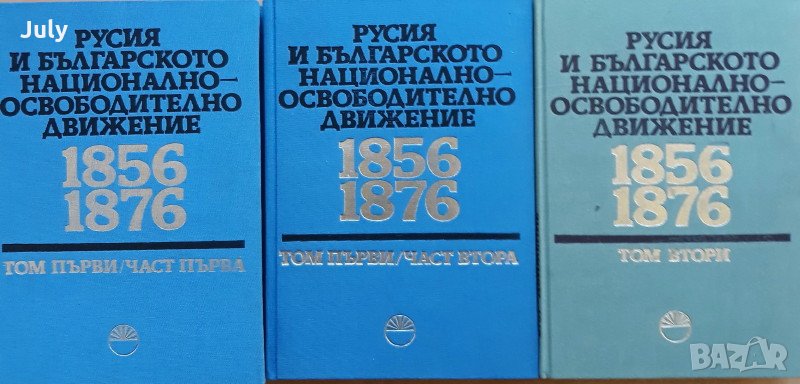 July
РУСИЯ
И БЪЛГАРСКОТО
НАЦИОНАЛНО-
ОСВОБОДИТЕЛНО
ДВИЖЕНИЕ
1856
1876
ТОМ ПЪРВИ/ЧАСТ ПЪРВА
РУСИЯ
И БЪЛГАРСКОТО
НАЦИОНАЛНО-
ОСВОБОДИТЕЛНО
ДВИЖЕНИЕ
1856
1876
ТОМ ПЪРВИ/ЧАСТ ВТОРА
РУСИЯ
И БЪЛГАРСКОТО
НАЦИОНАЛНО-
ОСВОБОДИТЕЛНО
ДВИЖЕНИЕ
1856
1876
ТОМ ВТОРИ
BAZAR